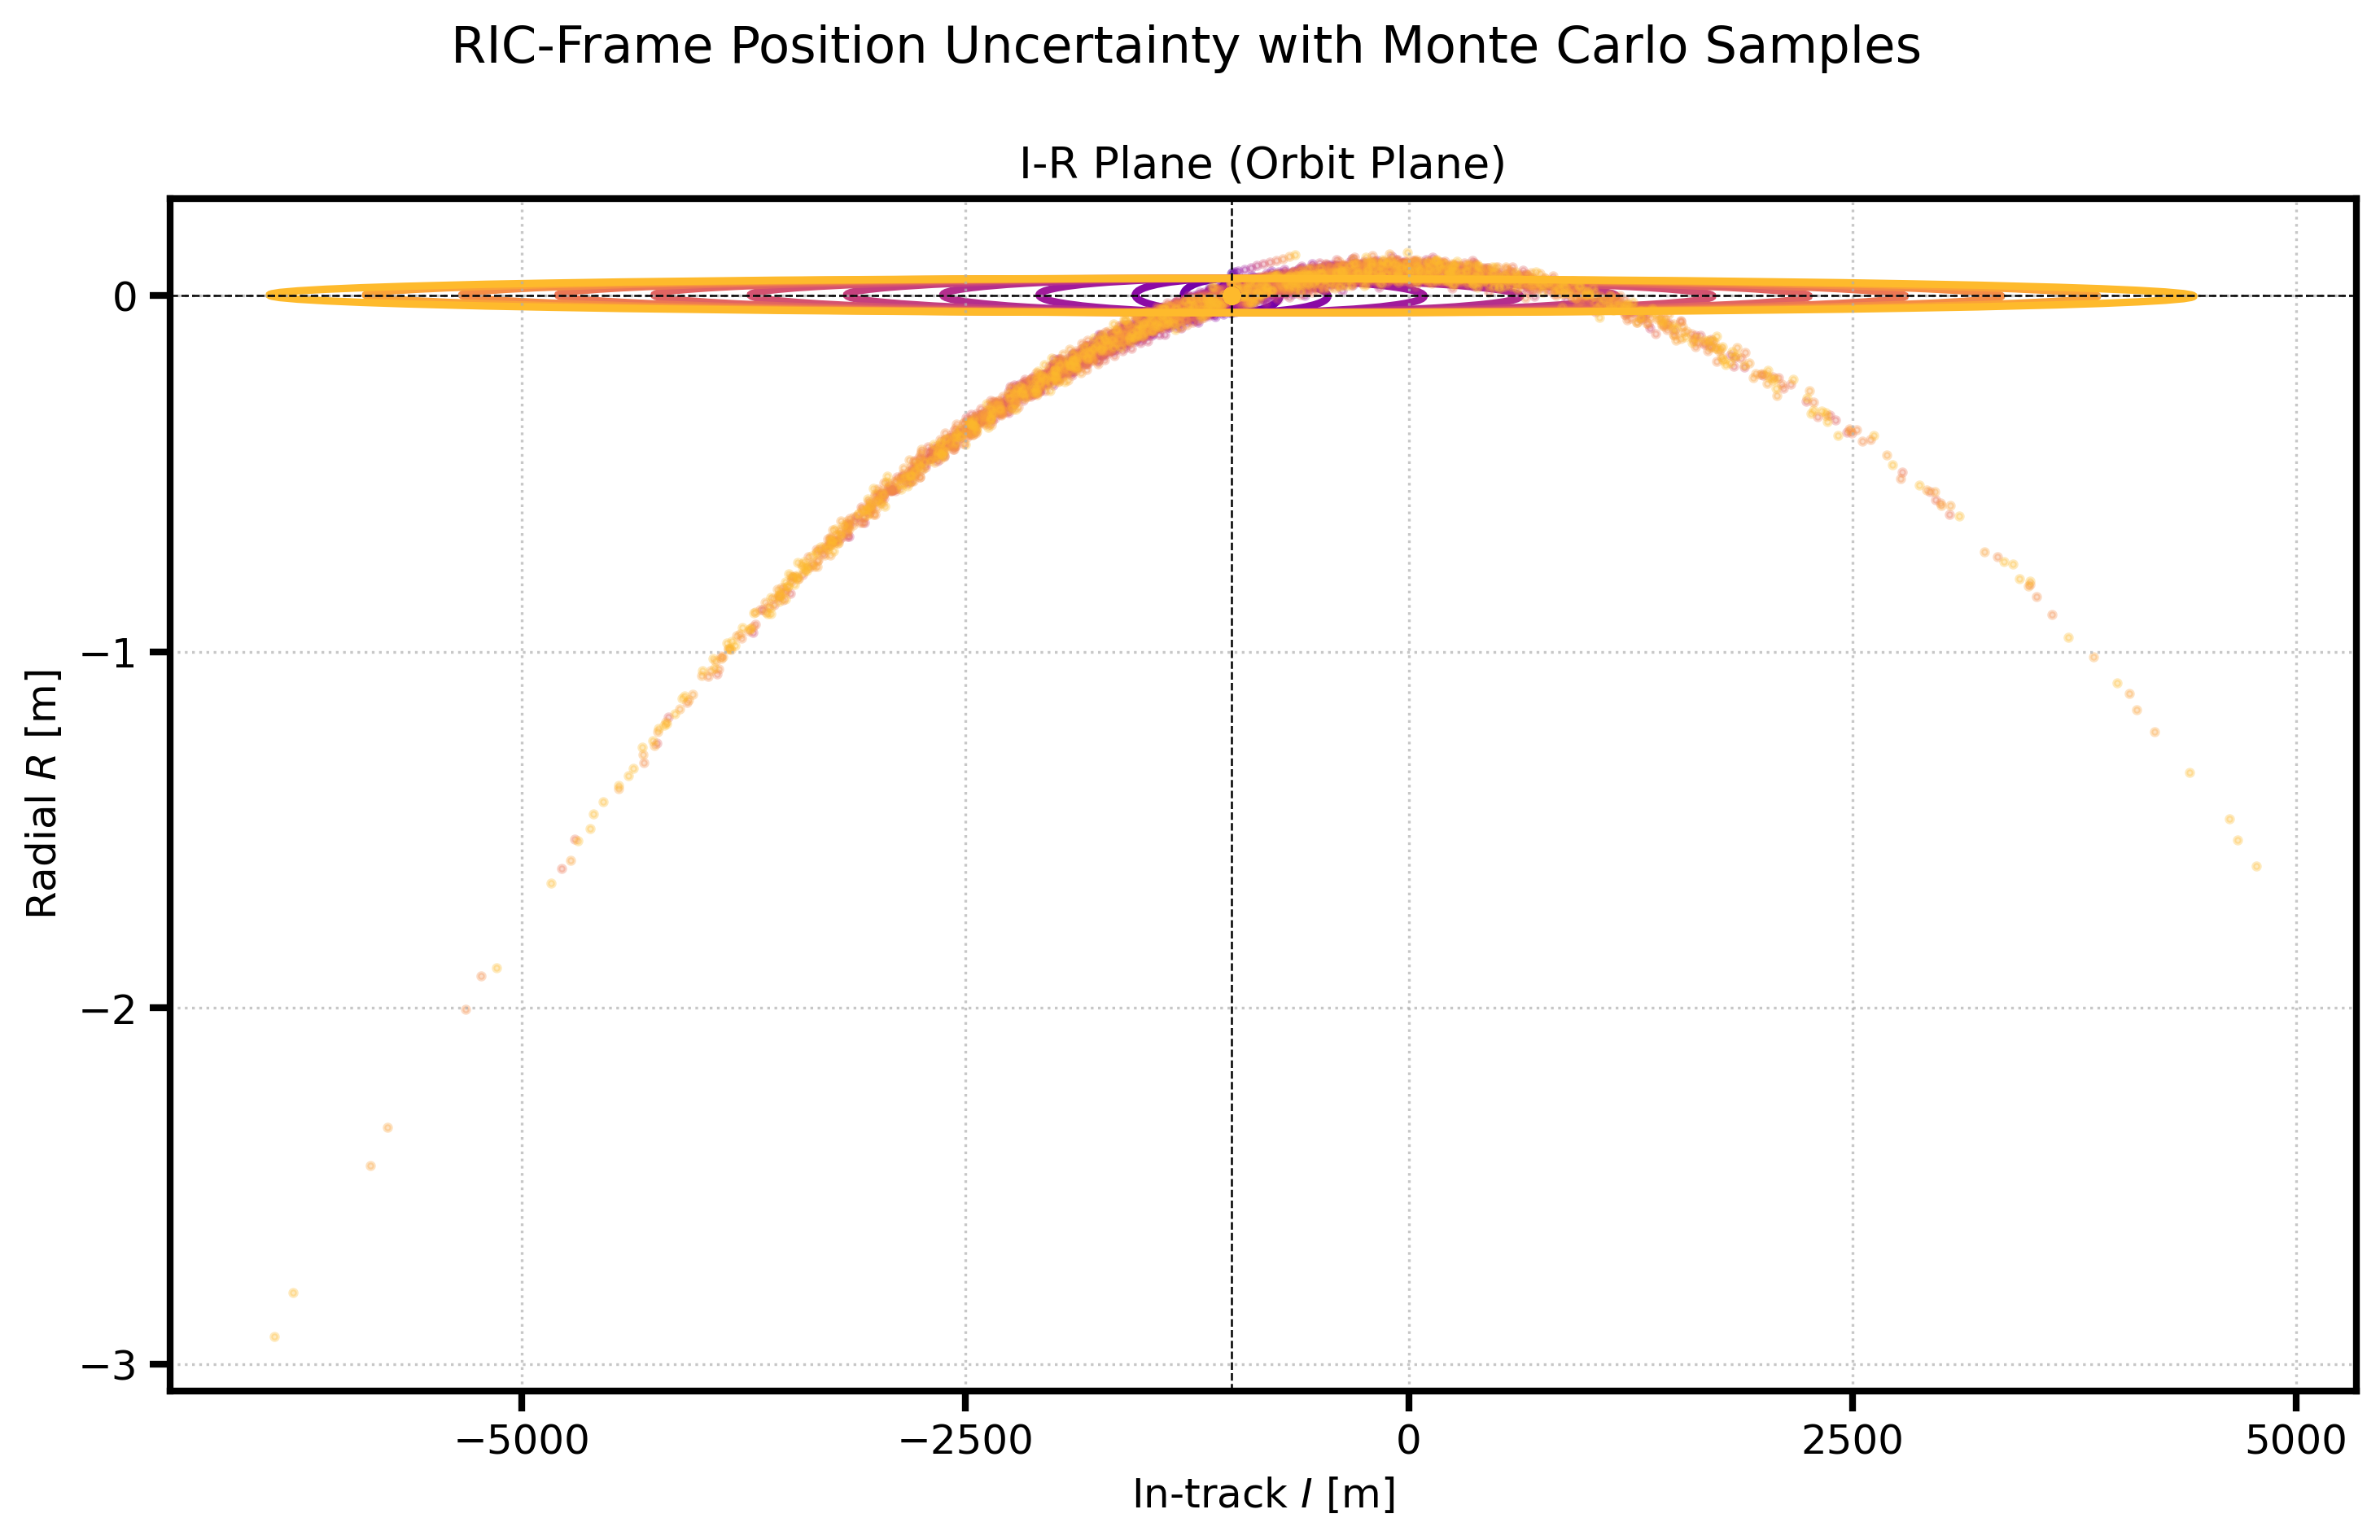 RIC-Frame Position Uncertainty with Monte Carlo Samples
I-R Plane (Orbit Plane)
0
−1
−2
−3
Radial R [m]
−5000
−2500
0
2500
5000
In-track I [m]